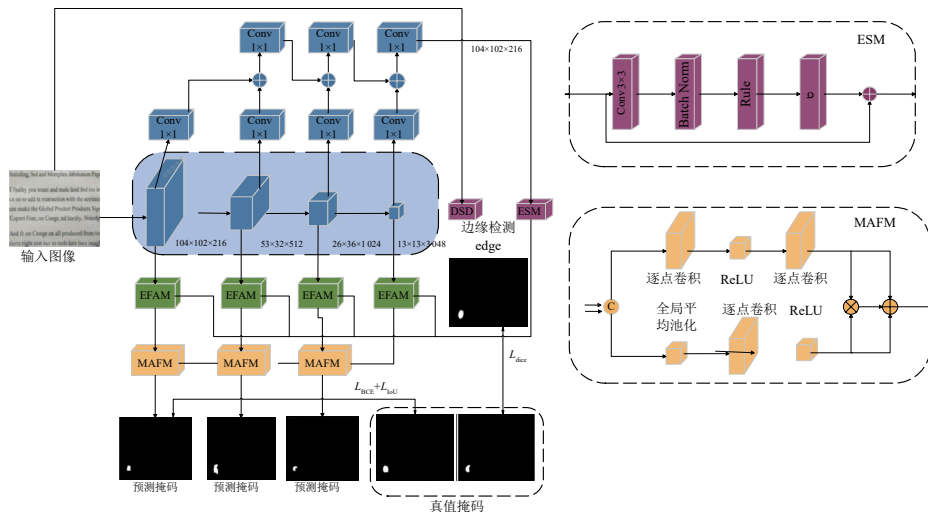 Conv
1×1
Conv
1×1
Conv
1×1
104×102×216
ESM
Conv 3×3
Batch Norm
Rule
σ
Conv
1×1
Conv
1×1
Conv
1×1
Conv
1×1
输入图像
104×102×216
53×32×512
26×36×1 024
13×13×3 048
DSD
ESM
边缘检测
edge
EFAM
EFAM
EFAM
EFAM
MAFM
MAFM
MAFM
L_BCE+L_IoU
L_dice
预测掩码
预测掩码
预测掩码
真值掩码
MAFM
C
逐点卷积
ReLU
逐点卷积
全局平
均池化
逐点卷积
ReLU